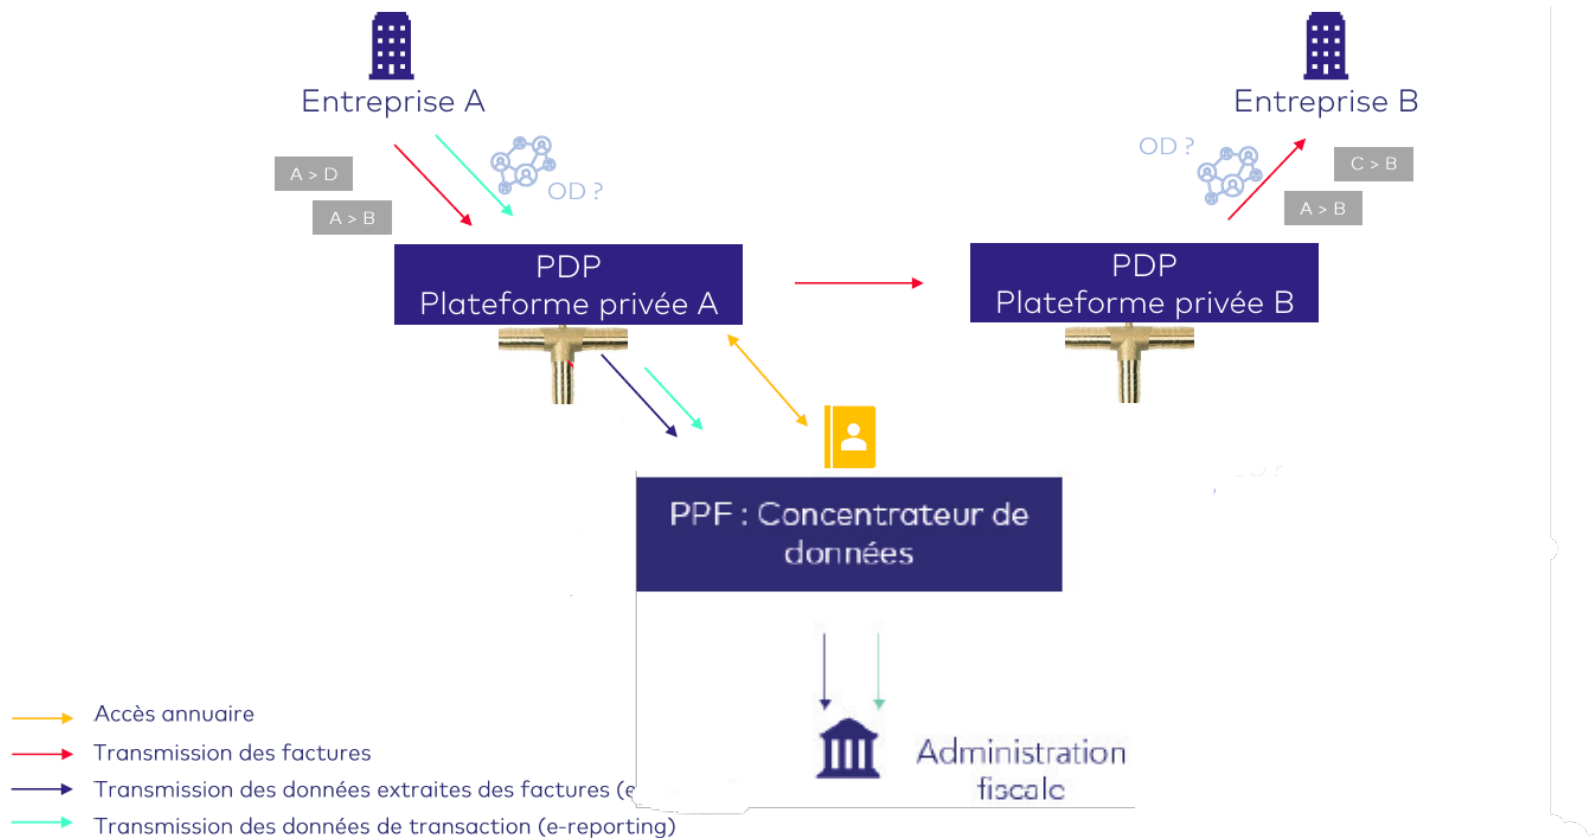 Entreprise A
Entreprise B
OD ?
A > D
OD ?
C > B
A > B
A > B
PDP
Plateforme privée A
PDP
Plateforme privée B
PPF : Concentrateur de
données
Administration
fiscale
Accès annuaire
Transmission des factures
Transmission des données extraites des factures (e
Transmission des données de transaction (e-reporting)